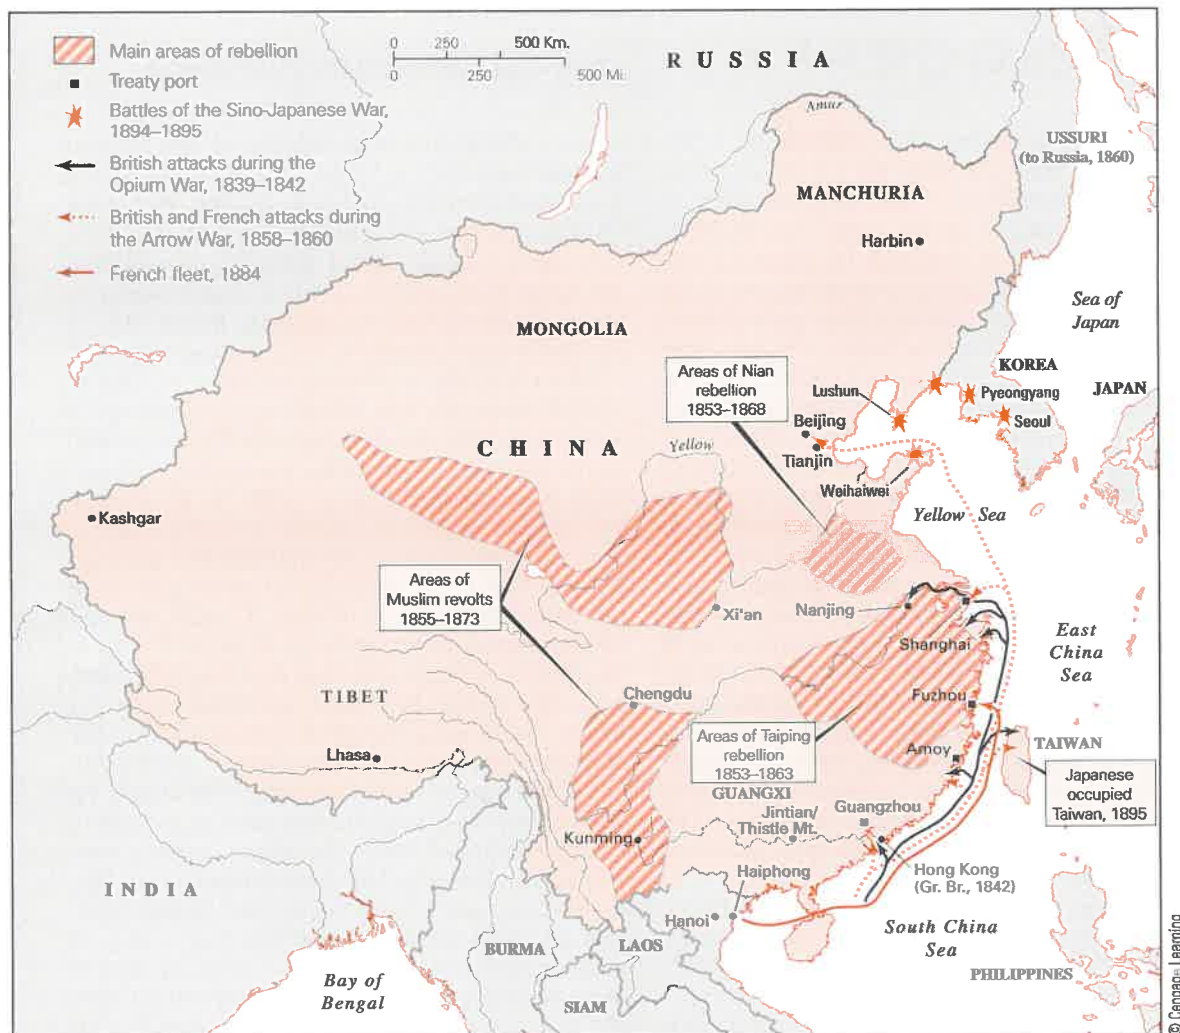 Main areas of rebellion
Treaty port
Battles of the Sino-Japanese War,
1894–1895
British attacks during the
Opium War, 1839–1842
British and French attacks during
the Arrow War, 1858–1860
French fleet, 1884
0 250 500 Km.
0 250 500 Mi.
RUSSIA
Amur
USSURI
(to Russia, 1860)
MANCHURIA
Harbin
Sea of
Japan
MONGOLIA
KOREA
JAPAN
Areas of Nian
rebellion
1853–1868
Lushun
Pyeongyang
Seoul
Beijing
Tianjin
CHINA
Yellow
Weihaiwei
Yellow Sea
Kashgar
Areas of
Muslim revolts
1855–1873
Xi'an
Nanjing
Shanghai
East
China
Sea
TIBET
Chengdu
Fuzhou
Lhasa
Areas of Taiping
rebellion
1853–1863
Amoy
TAIWAN
Japanese
occupied
Taiwan, 1895
GUANGXI
Jintian/
Thistle Mt.
Guangzhou
Kunming
Hong Kong
(Gr. Br., 1842)
INDIA
Haiphong
Hanoi
South China
Sea
BURMA
LAOS
PHILIPPINES
Bay of
Bengal
SIAM
© Cengage Learning